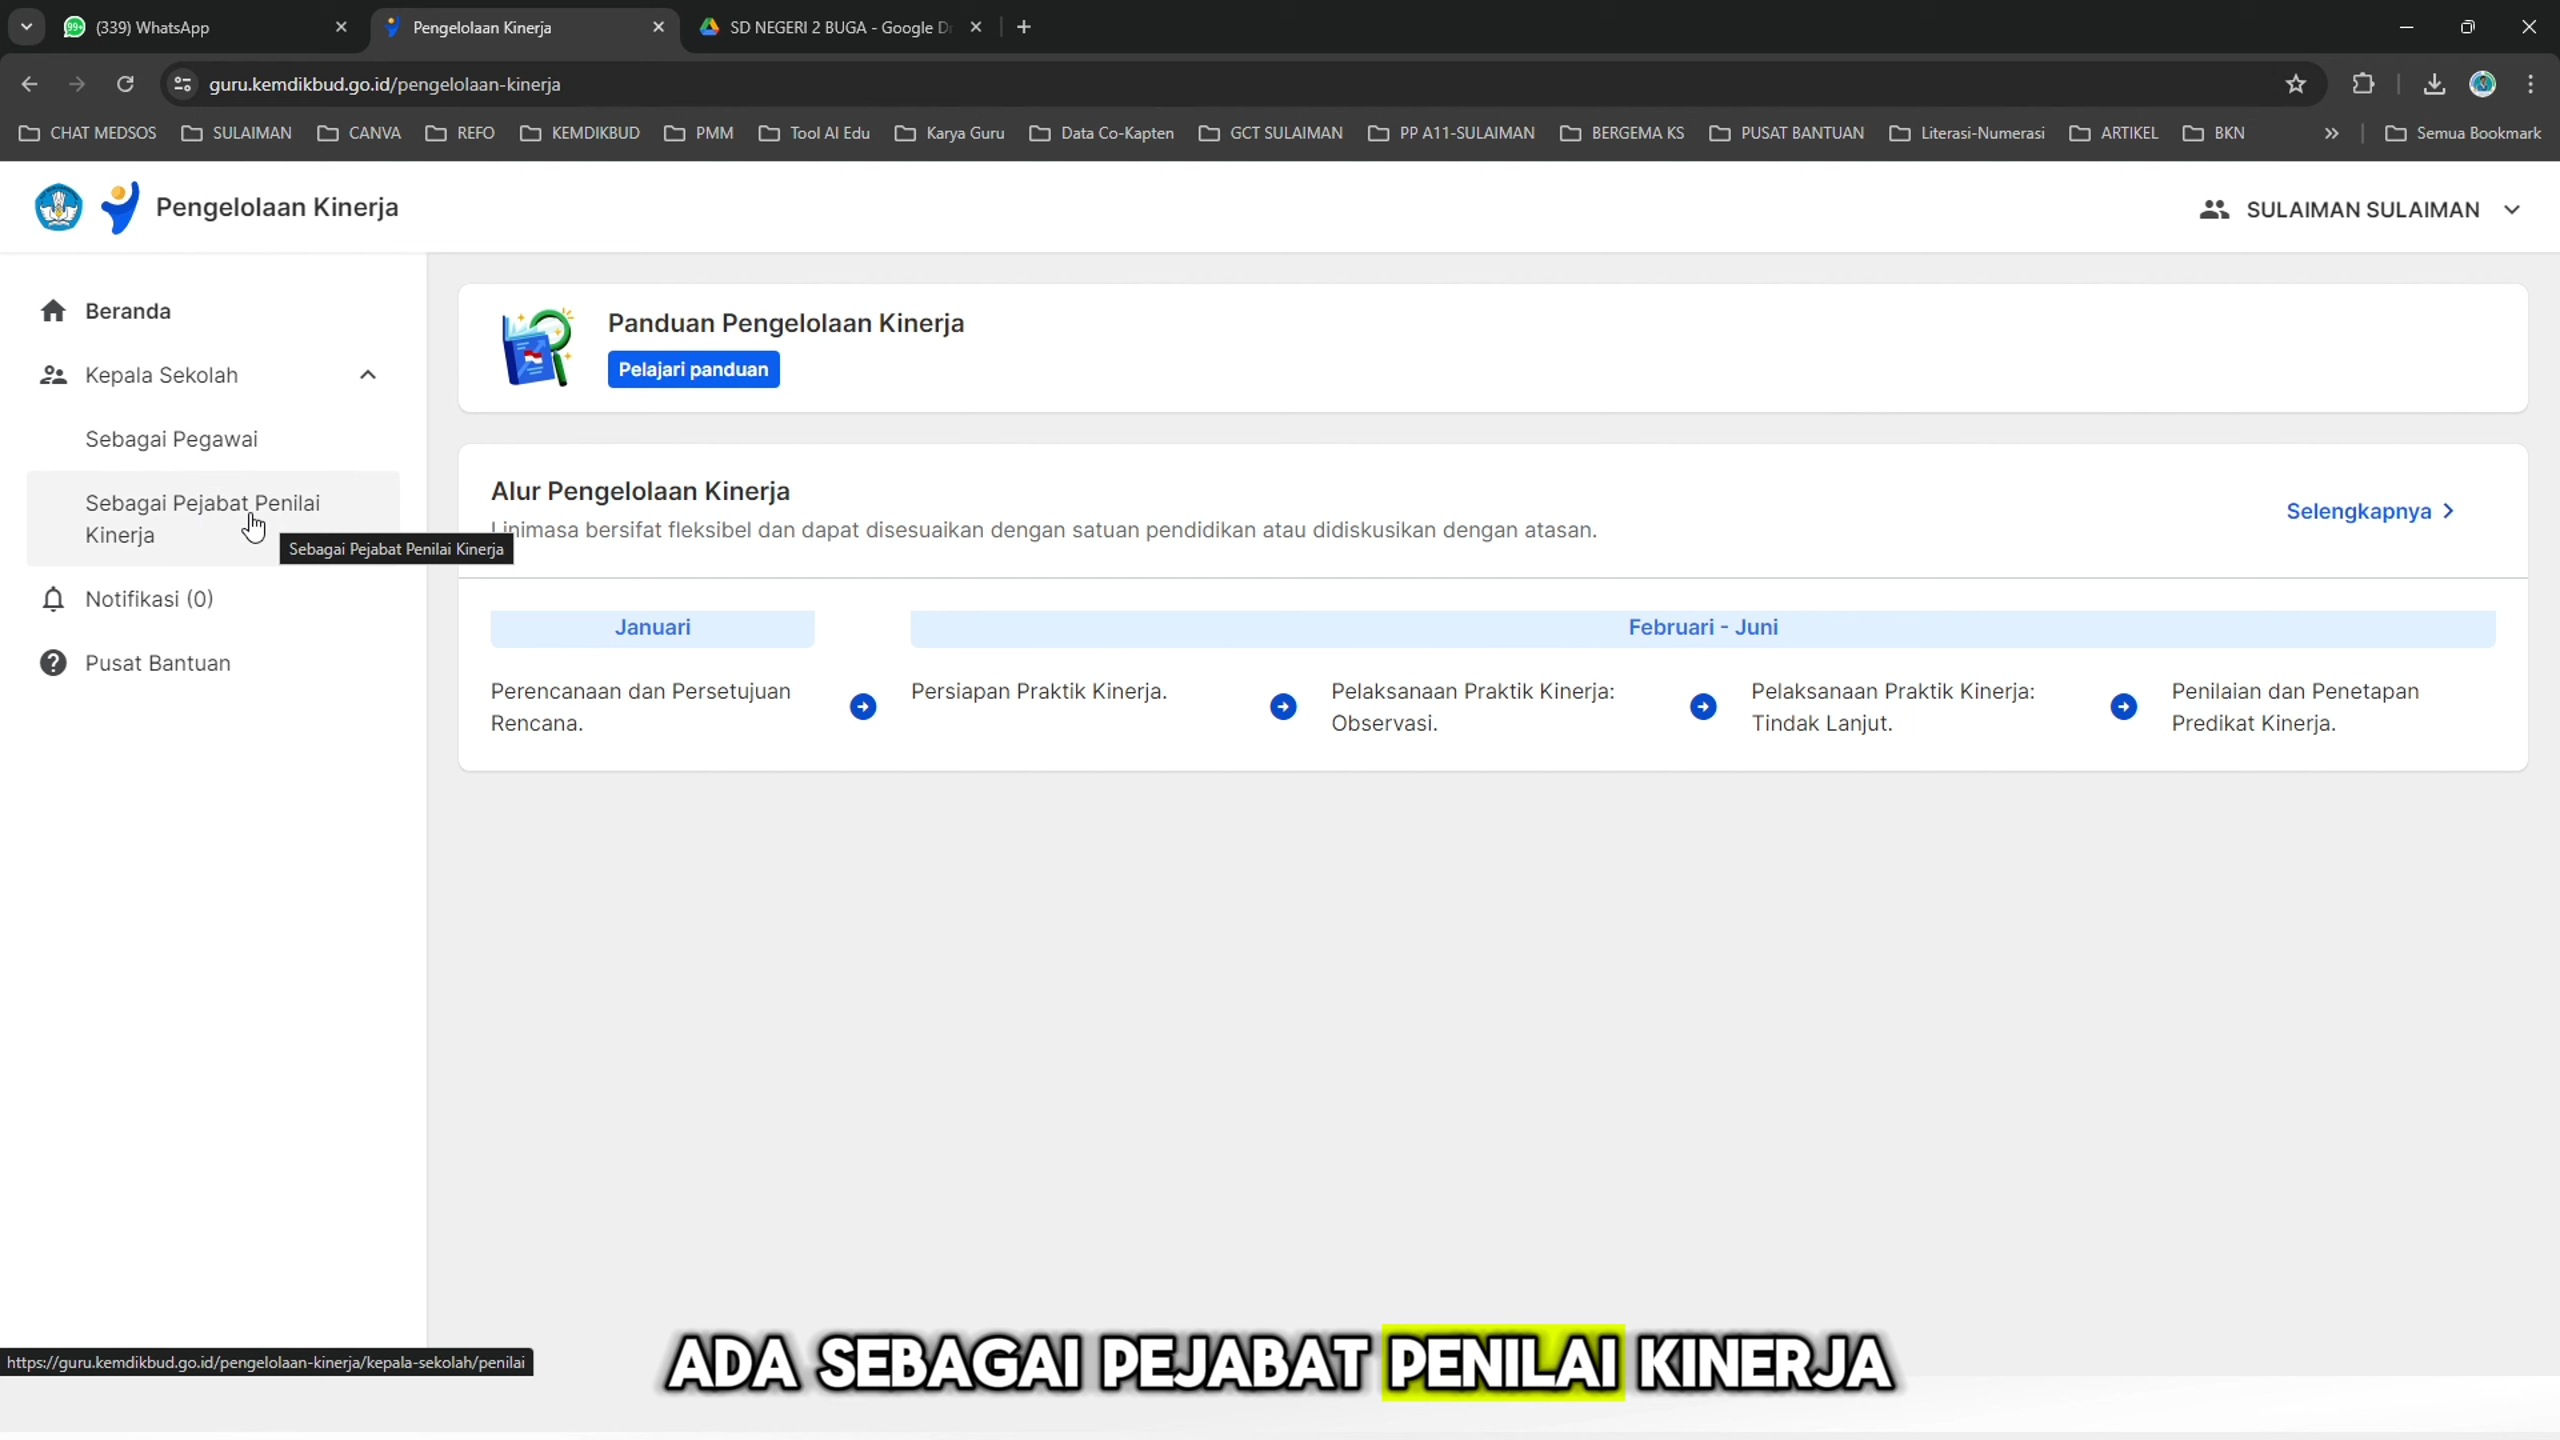 (339) WhatsApp
Pengelolaan Kinerja
SD NEGERI 2 BUGA - Google Dr
guru.kemdikbud.go.id/pengelolaan-kinerja
CHAT MEDSOS
SULAIMAN
CANVA
REFO
KEMDIKBUD
PMM
Tool AI Edu
Karya Guru
Data Co-Kapten
GCT SULAIMAN
PP A11-SULAIMAN
BERGEMA KS
PUSAT BANTUAN
Literasi-Numerasi
ARTIKEL
BKN
Semua Bookmark
Pengelolaan Kinerja
SULAIMAN SULAIMAN
Beranda
Kepala Sekolah
Sebagai Pegawai
Sebagai Pejabat Penilai
Kinerja
Sebagai Pejabat Penilai Kinerja
Notifikasi (0)
Pusat Bantuan
Panduan Pengelolaan Kinerja
Pelajari panduan
Alur Pengelolaan Kinerja
Linimasa bersifat fleksibel dan dapat disesuaikan dengan satuan pendidikan atau didiskusikan dengan atasan.
Selengkapnya
Januari
Februari - Juni
Perencanaan dan Persetujuan
Rencana.
Persiapan Praktik Kinerja.
Pelaksanaan Praktik Kinerja:
Observasi.
Pelaksanaan Praktik Kinerja:
Tindak Lanjut.
Penilaian dan Penetapan
Predikat Kinerja.
https://guru.kemdikbud.go.id/pengelolaan-kinerja/kepala-sekolah/penilai
ADA SEBAGAI PEJABAT PENILAI KINERJA